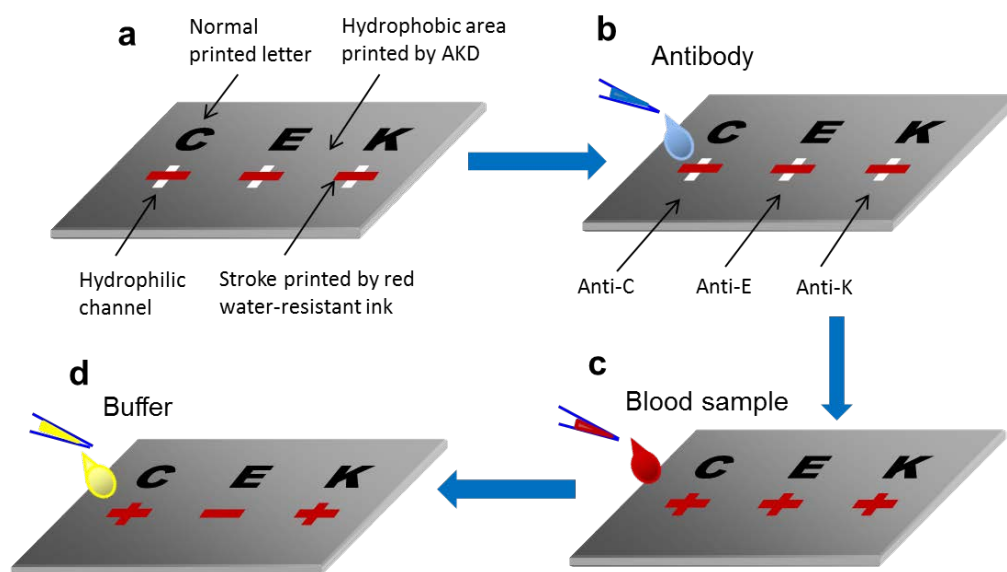 a
Normal
printed letter
Hydrophobic area
printed by AKD
C E K
Hydrophilic
channel
Stroke printed by red
water-resistant ink
b
Antibody
C E K
Anti-C
Anti-E
Anti-K
c
Blood sample
C E K
d
Buffer
C E K